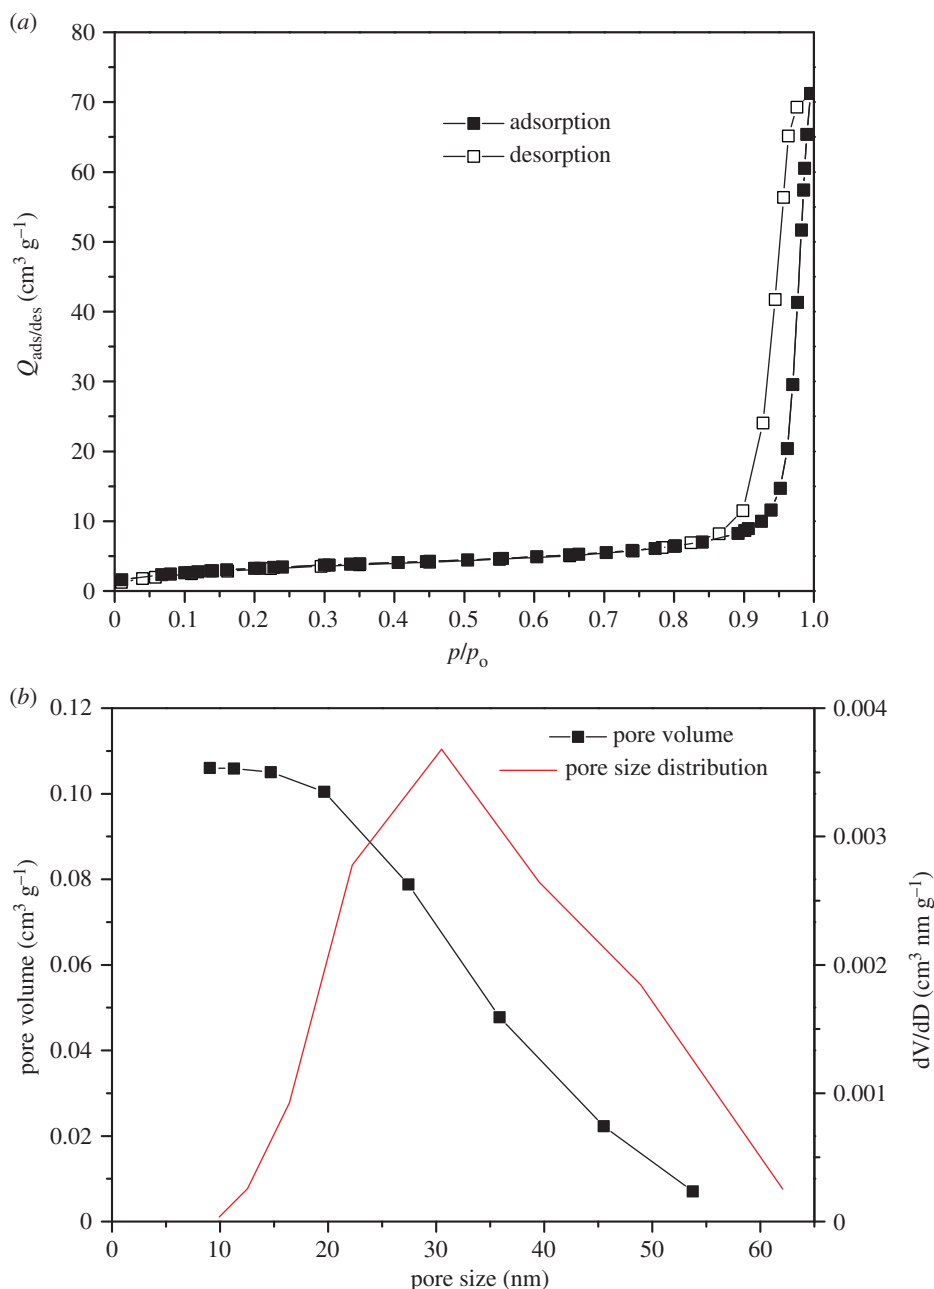 (a)
80
70
60
50
40
30
20
10
0
Q_ads/des (cm³ g⁻¹)
adsorption
desorption
0 0.1 0.2 0.3 0.4 0.5 0.6 0.7 0.8 0.9 1.0
p/p_o
(b)
0.12
0.10
0.08
0.06
0.04
0.02
0
pore volume (cm³ g⁻¹)
pore volume
pore size distribution
0.004
0.003
0.002
0.001
0
dV/dD (cm³ nm g⁻¹)
0 10 20 30 40 50 60
pore size (nm)